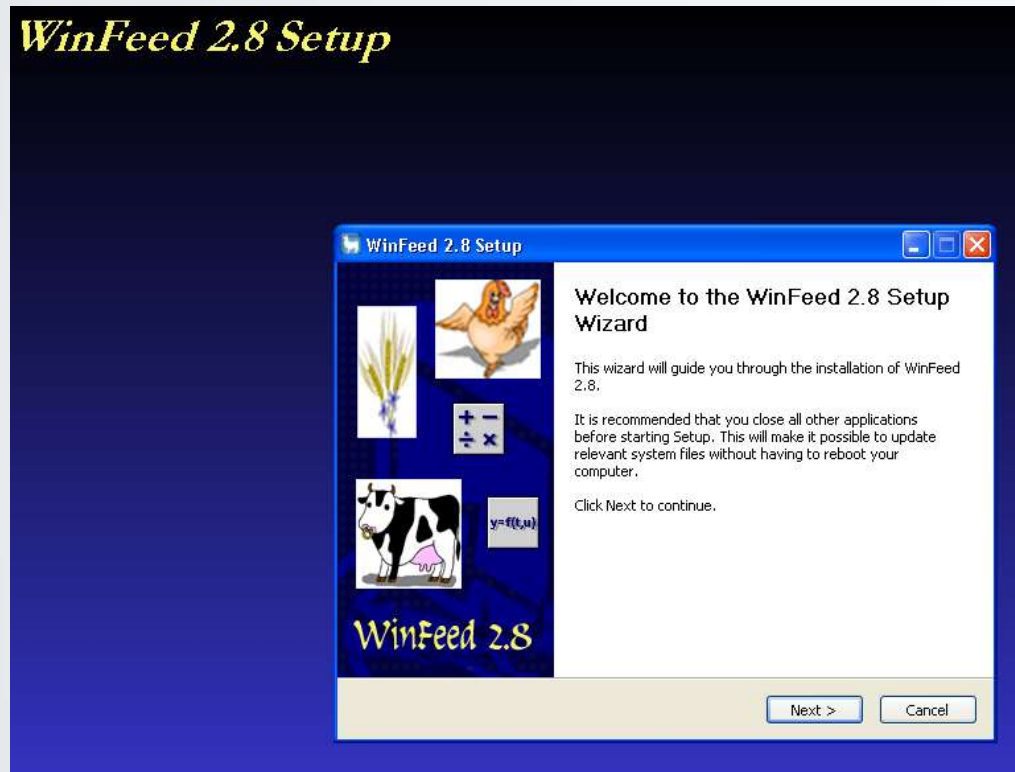 WinFeed 2.8 Setup
WinFeed 2.8 Setup
Welcome to the WinFeed 2.8 Setup
Wizard
This wizard will guide you through the installation of WinFeed
2.8.
It is recommended that you close all other applications
before starting Setup. This will make it possible to update
relevant system files without having to reboot your
computer.
Click Next to continue.
+ −
÷ ×
y=f(t,u)
WinFeed 2.8
Next >
Cancel